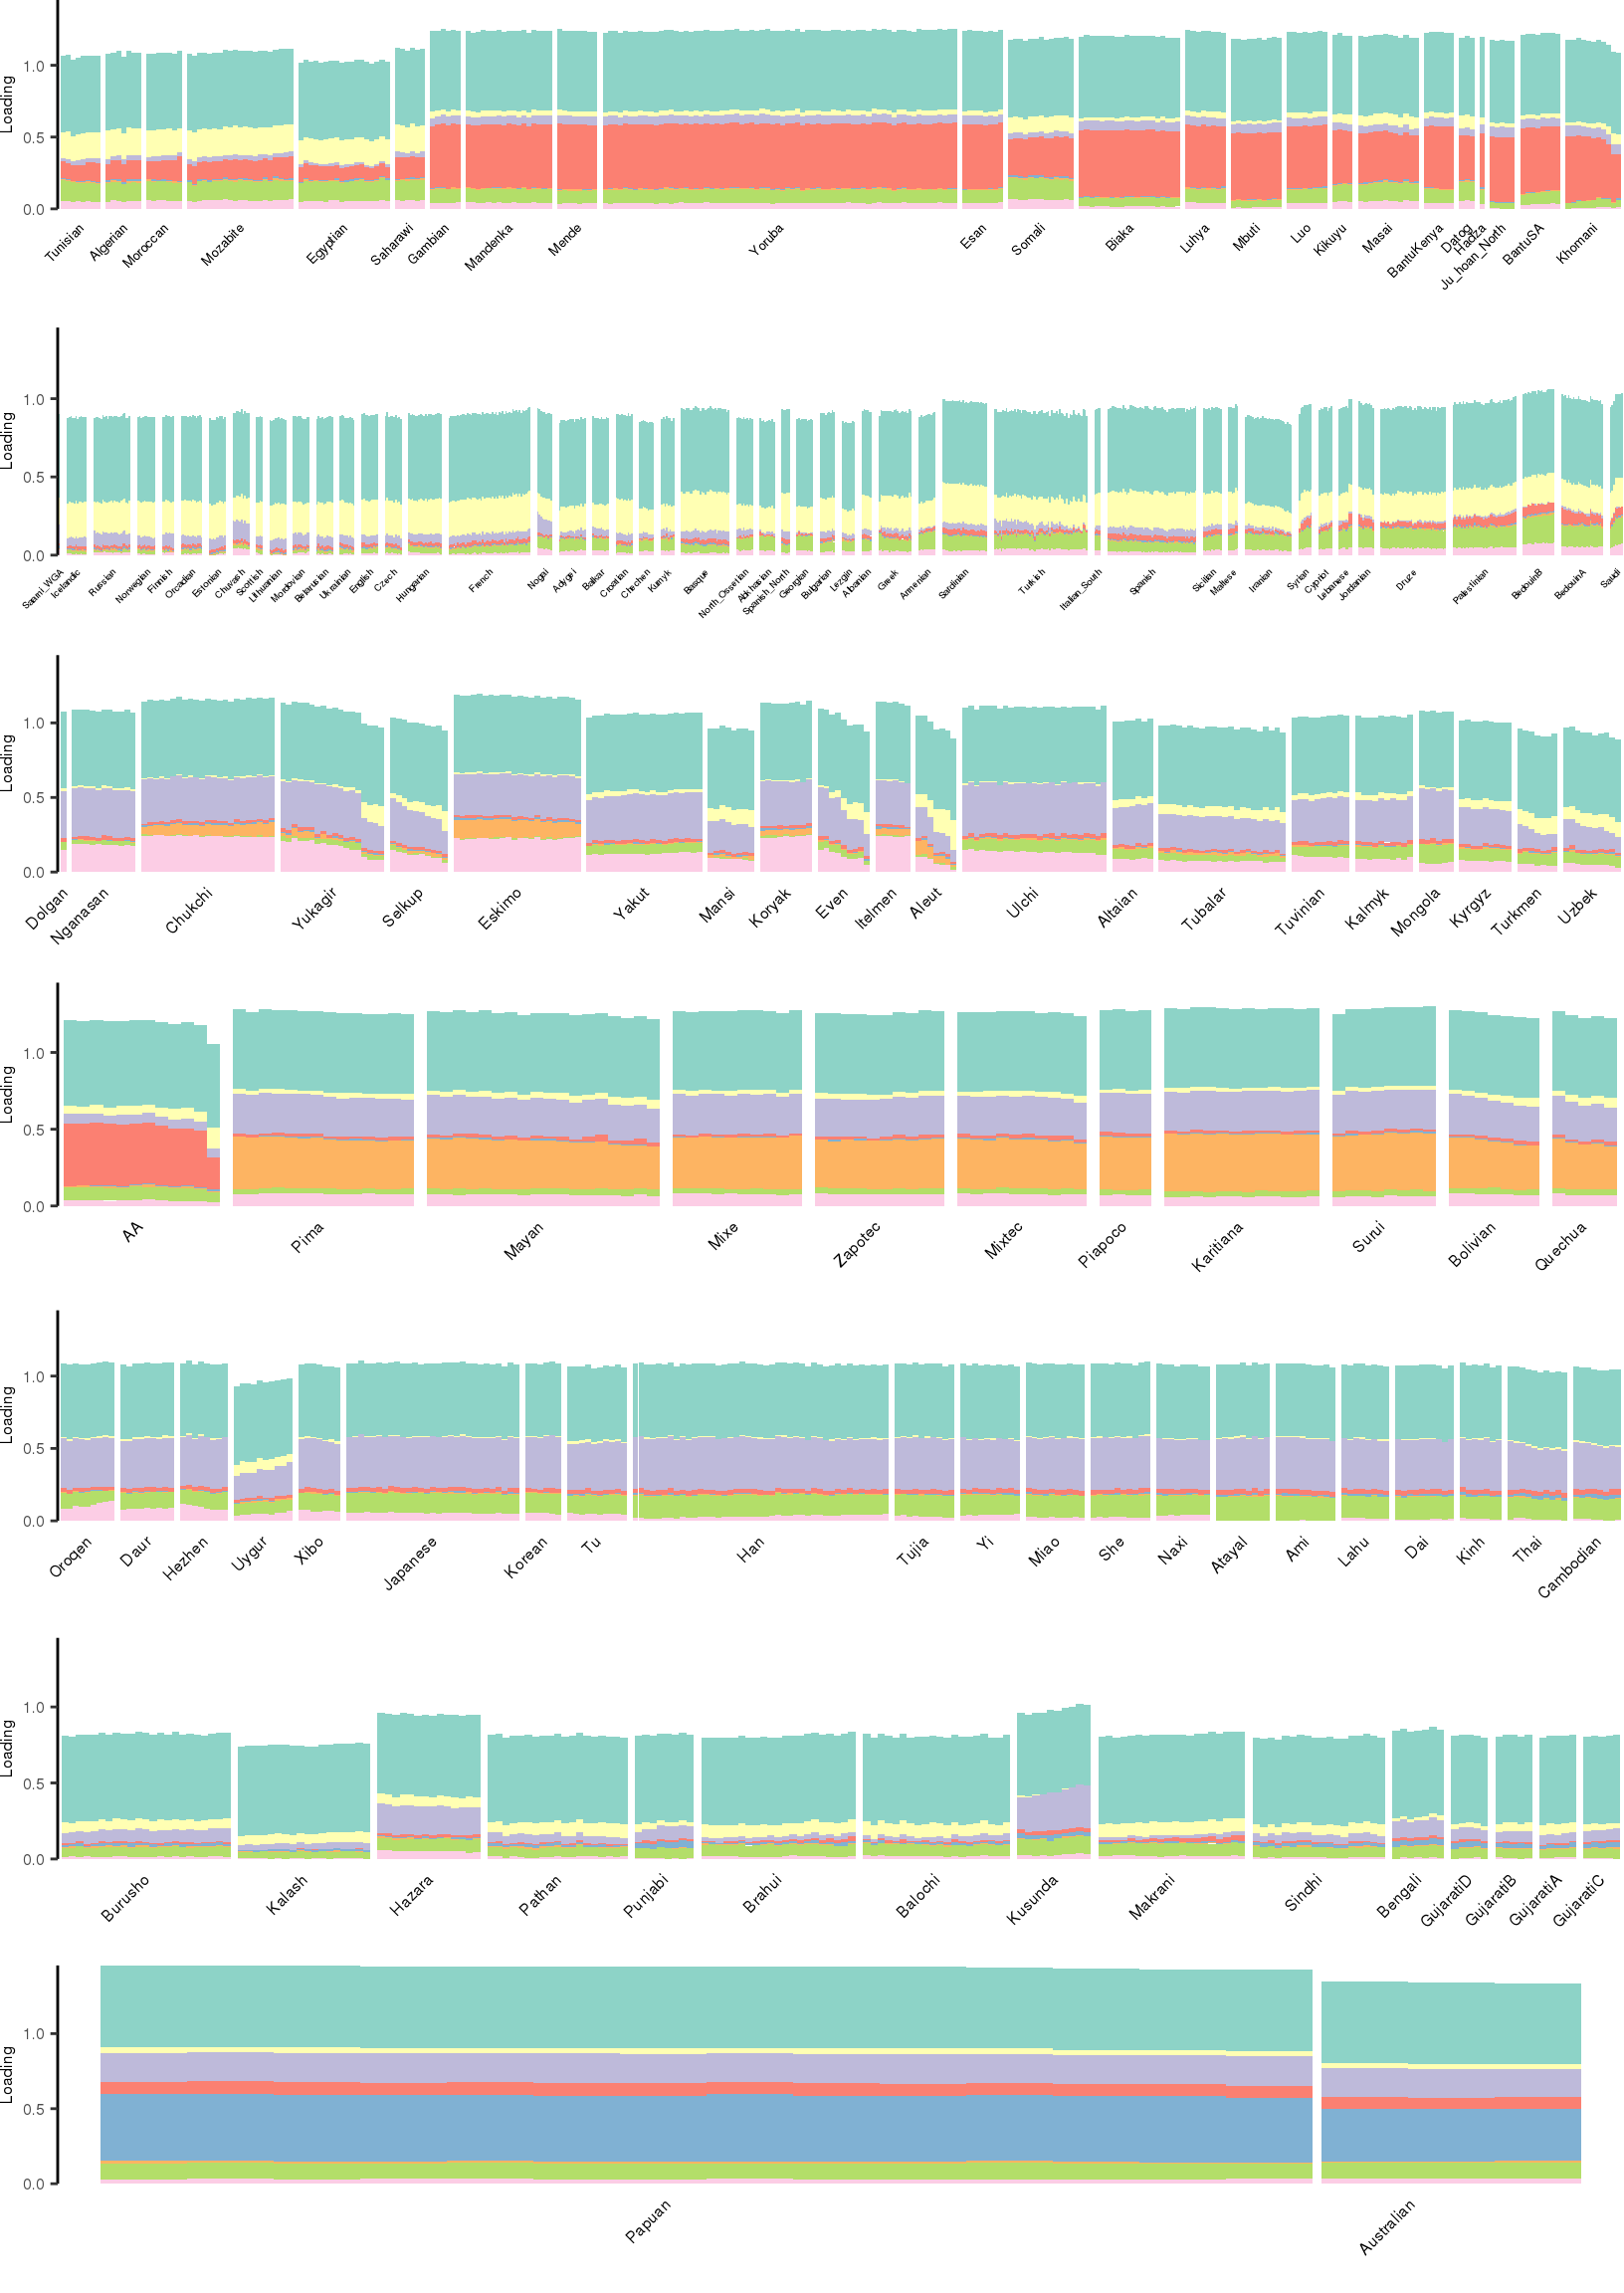 Loading
1.0
0.5
0.0
Tunisian Algerian Moroccan Mozabite Egyptian Saharawi Gambian Mandenka Mende Yoruba Esan Somali Biaka Luhya Mbuti Luo Kikuyu Masai BantuKenya Datog Hadza Ju_hoan_North BantuSA Khomani
Loading
1.0
0.5
0.0
Saami_WGA Icelandic Russian Norwegian Finnish Orcadian Estonian Chuvash Scottish Lithuanian Mordovian Belarusian Ukrainian English Czech Hungarian French Nogai Adygei Balkar Croatian Chechen Kumyk Basque North_Ossetian Abkhasian Spanish_North Georgian Bulgarian Lezgin Albanian Greek Armenian Sardinian Turkish Italian_South Spanish Sicilian Maltese Iranian Syrian Cypriot Lebanese Jordanian Druze Palestinian BedouinB BedouinA Saudi
Loading
1.0
0.5
0.0
Dolgan Nganasan Chukchi Yukagir Selkup Eskimo Yakut Mansi Koryak Even Itelmen Aleut Ulchi Altaian Tubalar Tuvinian Kalmyk Mongola Kyrgyz Turkmen Uzbek
Loading
1.0
0.5
0.0
AA Pima Mayan Mixe Zapotec Mixtec Piapoco Karitiana Surui Bolivian Quechua
Loading
1.0
0.5
0.0
Oroqen Daur Hezhen Uygur Xibo Japanese Korean Tu Han Tujia Yi Miao She Naxi Atayal Ami Lahu Dai Kinh Thai Cambodian
Loading
1.0
0.5
0.0
Burusho Kalash Hazara Pathan Punjabi Brahui Balochi Kusunda Makrani Sindhi Bengali GujaratiD GujaratiB GujaratiA GujaratiC
Loading
1.0
0.5
0.0
Papuan Australian